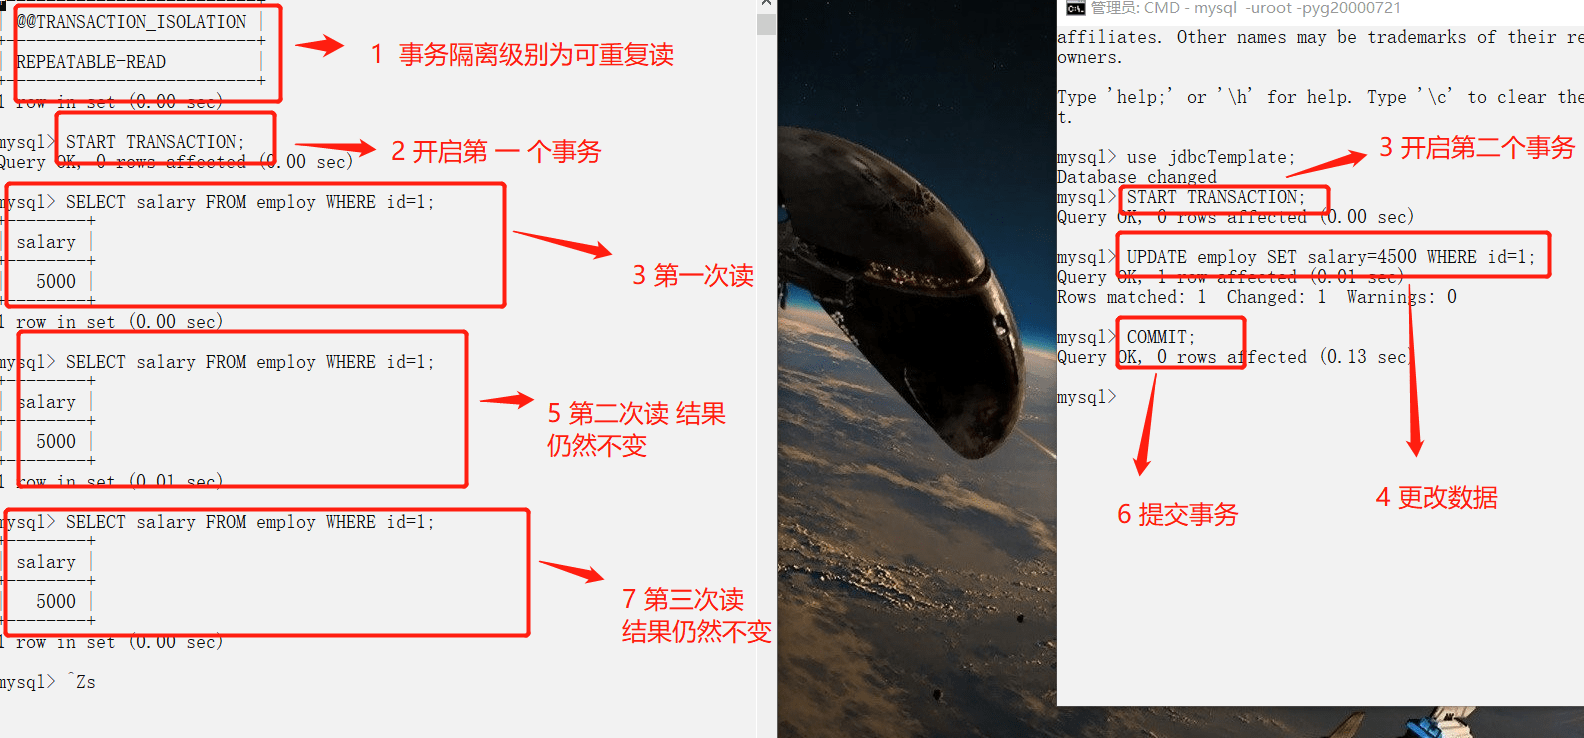 @@TRANSACTION_ISOLATION
REPEATABLE-READ
1 row in set (0.00 sec)
1 事务隔离级别为可重复读
mysql> START TRANSACTION;
Query OK, 0 rows affected (0.00 sec)
2 开启第 一 个事务
mysql> SELECT salary FROM employ WHERE id=1;
salary
5000
1 row in set (0.00 sec)
3 第一次读
mysql> SELECT salary FROM employ WHERE id=1;
salary
5000
1 row in set (0.01 sec)
5 第二次读 结果
仍然不变
mysql> SELECT salary FROM employ WHERE id=1;
salary
5000
1 row in set (0.00 sec)
7 第三次读
结果仍然不变
mysql> ^Zs
管理员: CMD - mysql -uroot -pyg20000721
affiliates. Other names may be trademarks of their re
owners.
Type 'help;' or '\h' for help. Type '\c' to clear the
t.
3 开启第二个事务
mysql> use jdbcTemplate;
Database changed
mysql> START TRANSACTION;
Query OK, 0 rows affected (0.00 sec)
mysql> UPDATE employ SET salary=4500 WHERE id=1;
Query OK, 1 row affected (0.01 sec)
Rows matched: 1 Changed: 1 Warnings: 0
mysql> COMMIT;
Query OK, 0 rows affected (0.13 sec)
mysql>
4 更改数据
6 提交事务